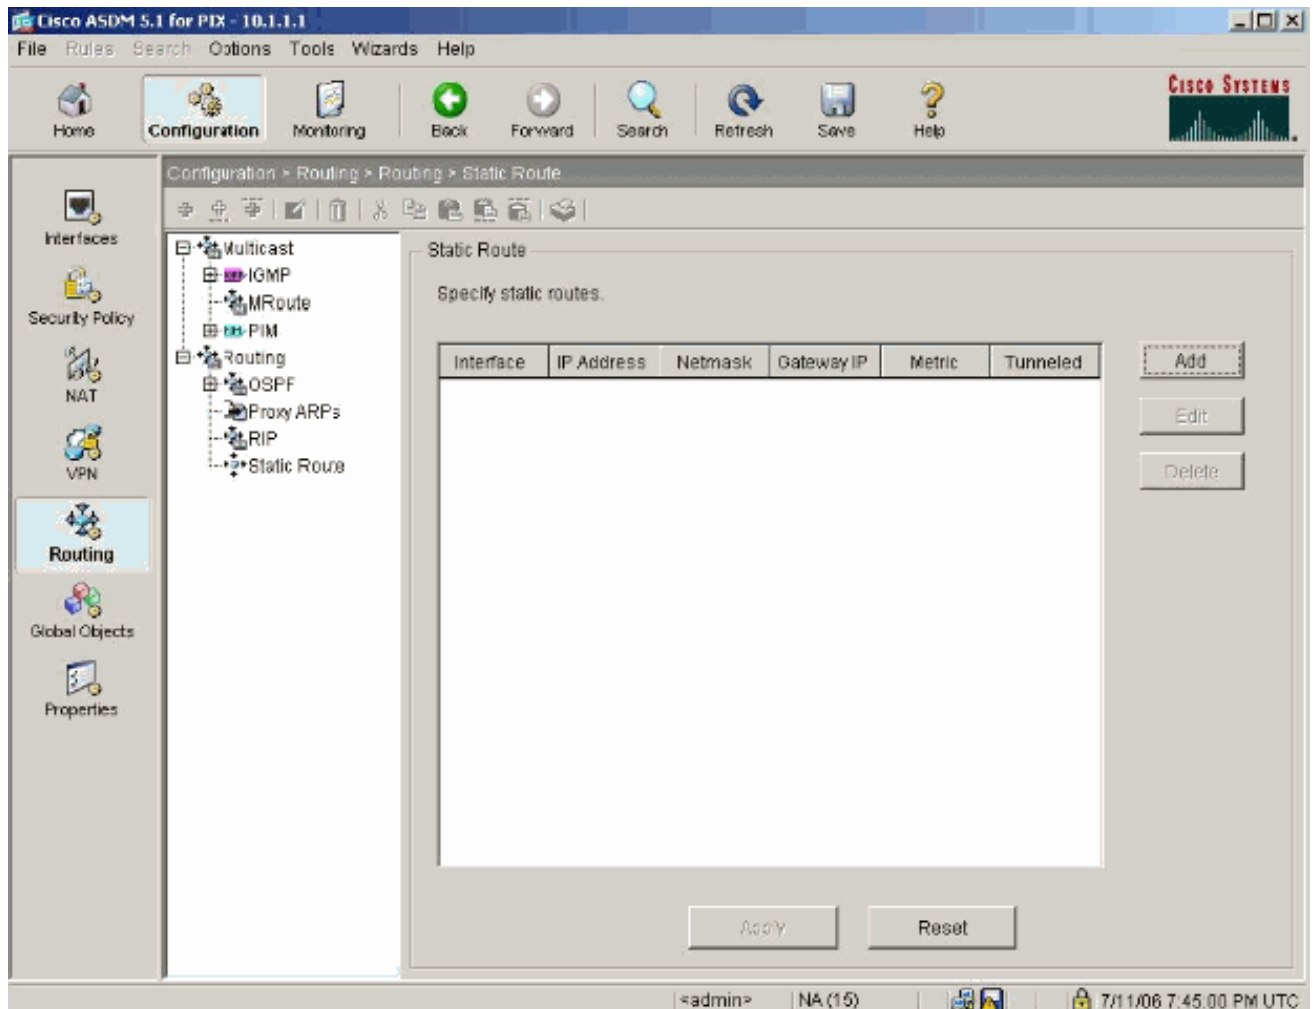 Cisco ASDM 5.1 for PIX - 10.1.1.1
File Rules Search Options Tools Wizards Help
Home Configuration Monitoring Back Forward Search Refresh Save Help
CISCO SYSTEMS
Configuration > Routing > Routing > Static Route
Interfaces
Security Policy
NAT
VPN
Routing
Global Objects
Properties
Multicast
IGMP
MRoute
PIM
Routing
OSPF
Proxy ARPs
RIP
Static Route
Static Route
Specify static routes.
Interface IP Address Netmask Gateway IP Metric Tunneled
Add
Edit
Delete
Apply Reset
<admin> NA (15) 7/11/06 7:45:00 PM UTC